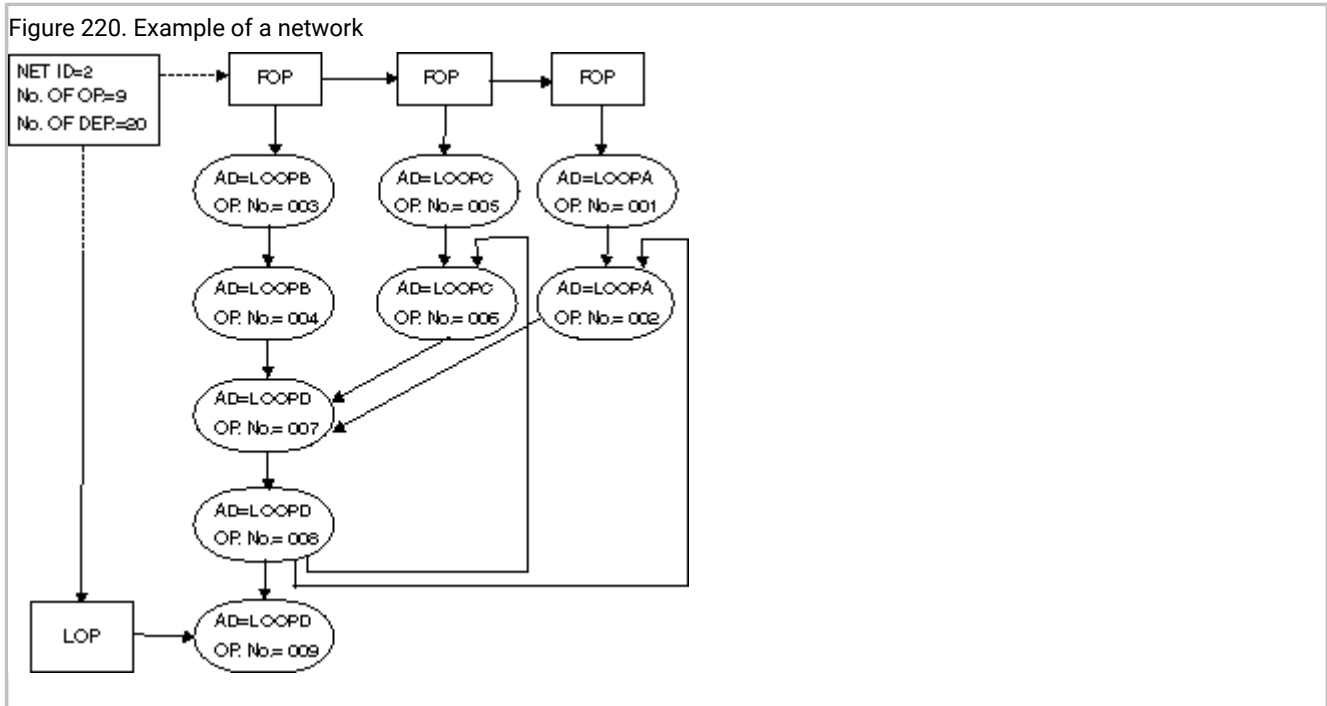 Figure 220. Example of a network
NET ID=2
No. OF OP.=9
No. OF DEP.=20
FOP
FOP
FOP
AD=LOOPB
OP. No.= 003
AD=LOOPC
OP. No.= 005
AD=LOOPA
OP. No.= 001
AD=LOOPB
OP. No.= 004
AD=LOOPC
OP. No.= 006
AD=LOOPA
OP. No.= 002
AD=LOOPD
OP. No.= 007
AD=LOOPD
OP. No.= 008
LOP
AD=LOOPD
OP. No.= 009